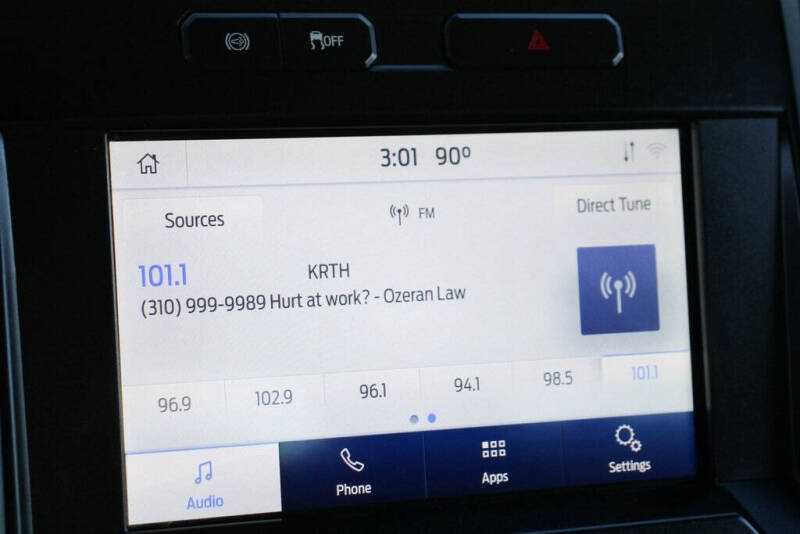 OFF
3:01 90°
Sources
FM
Direct Tune
101.1
KRTH
(310) 999-9989 Hurt at work? - Ozeran Law
96.9 102.9 96.1 94.1 98.5 101.1
Audio Phone Apps Settings